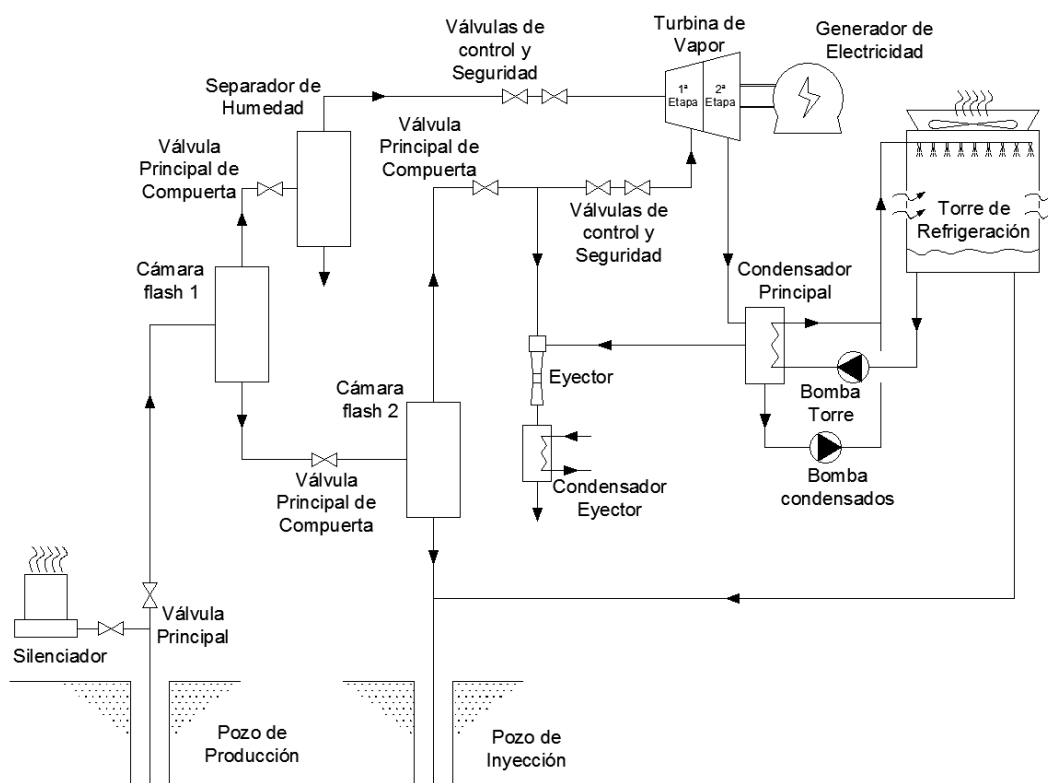 Válvulas de
control y
Seguridad
Turbina de
Vapor
Generador de
Electricidad
Separador de
Humedad
1ª
Etapa
2ª
Etapa
Válvula
Principal de
Compuerta
Válvula
Principal de
Compuerta
Válvulas de
control y
Seguridad
Torre de
Refrigeración
Cámara
flash 1
Condensador
Principal
Eyector
Cámara
flash 2
Bomba
Torre
Válvula
Principal de
Compuerta
Condensador
Eyector
Bomba
condensados
Válvula
Principal
Silenciador
Pozo de
Producción
Pozo de
Inyección